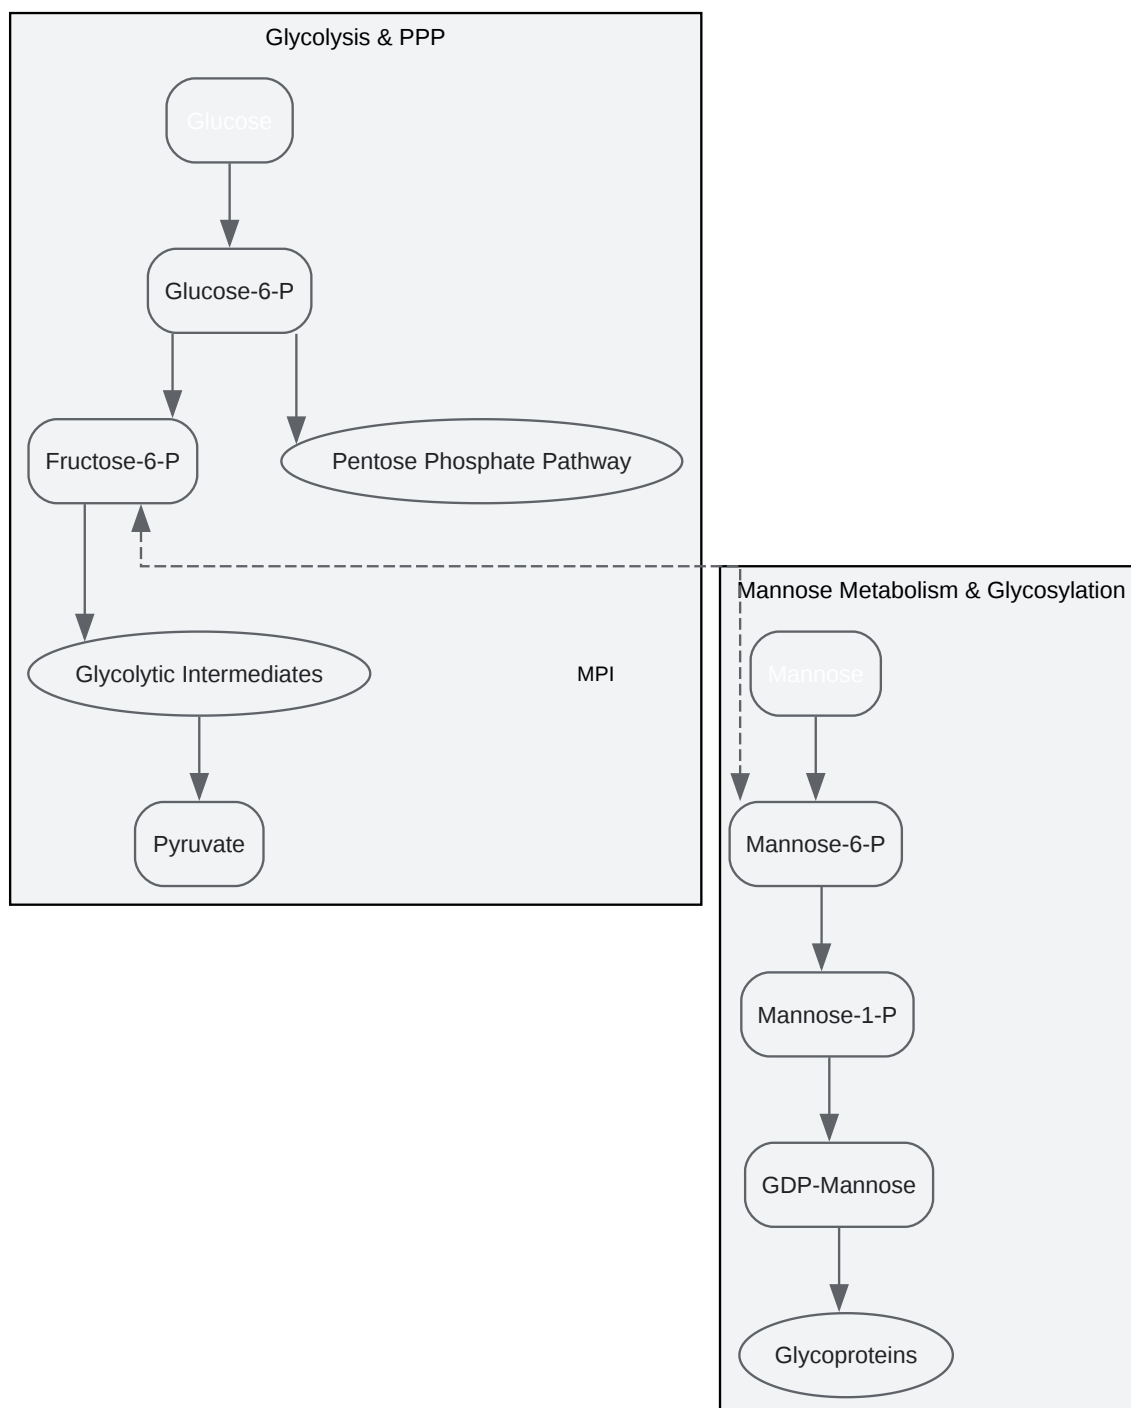 Glycolysis & PPP
Glucose
Glucose-6-P
Fructose-6-P
Pentose Phosphate Pathway
Glycolytic Intermediates
MPI
Pyruvate
Mannose Metabolism & Glycosylation
Mannose
Mannose-6-P
Mannose-1-P
GDP-Mannose
Glycoproteins